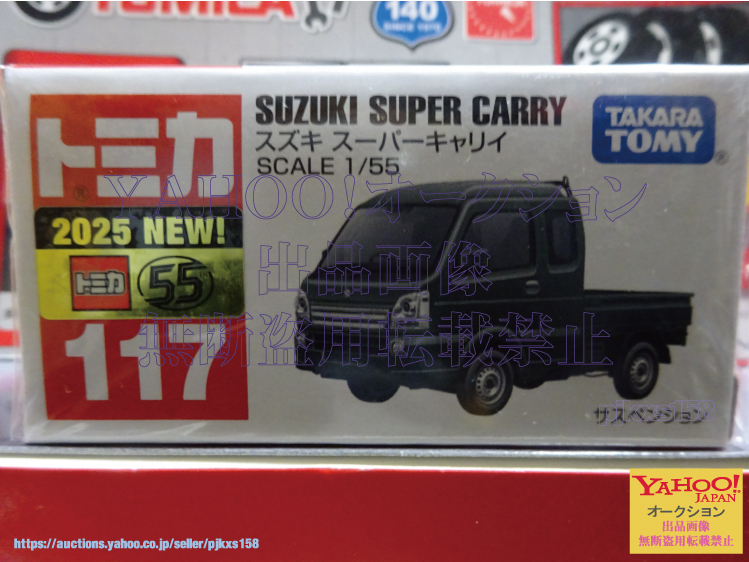 TOMICA
140
SINCE 1970
トミカ
®
SUZUKI SUPER CARRY
スズキ スーパーキャリイ
SCALE 1/55
TAKARA
TOMY
®
2025 NEW!
トミカ
55
117
サスペンション
YAHOO!オークション
出品画像
無断盗用転載禁止
YAHOO!
JAPAN
オークション
出品画像
無断盗用転載禁止
https://auctions.yahoo.co.jp/seller/pjkxs158